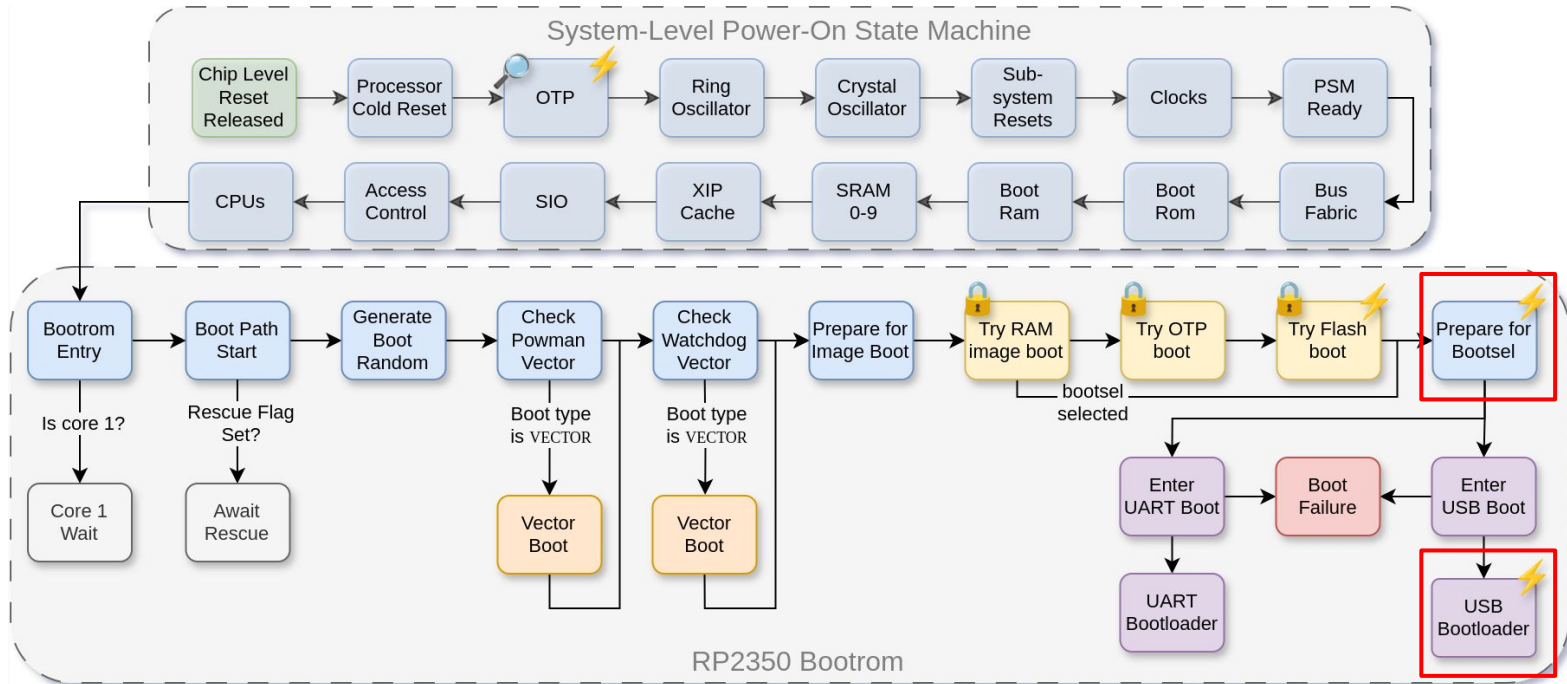 System-Level Power-On State Machine
Chip Level
Reset
Released
Processor
Cold Reset
OTP
Ring
Oscillator
Crystal
Oscillator
Sub-
system
Resets
Clocks
PSM
Ready
CPUs
Access
Control
SIO
XIP
Cache
SRAM
0-9
Boot
Ram
Boot
Rom
Bus
Fabric
Bootrom
Entry
Boot Path
Start
Generate
Boot
Random
Check
Powman
Vector
Check
Watchdog
Vector
Prepare for
Image Boot
Try RAM
image boot
Try OTP
boot
Try Flash
boot
Prepare for
Bootsel
Is core 1?
Rescue Flag
Set?
Boot type
is VECTOR
Boot type
is VECTOR
bootsel
selected
Core 1
Wait
Await
Rescue
Vector
Boot
Vector
Boot
Enter
UART Boot
Boot
Failure
Enter
USB Boot
UART
Bootloader
USB
Bootloader
RP2350 Bootrom